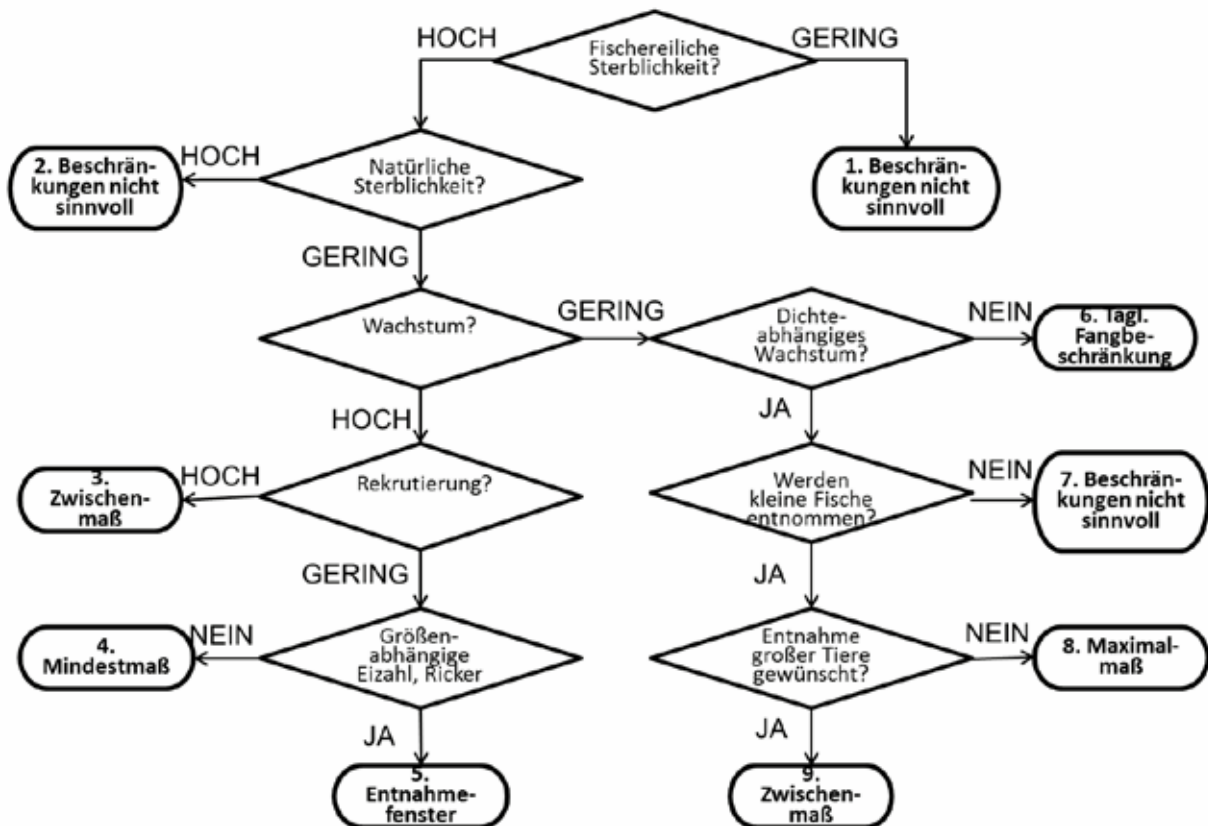 HOCH
Fischereiliche
Sterblichkeit?
GERING
2. Beschrän-
kungen nicht
sinnvoll
HOCH
Natürliche
Sterblichkeit?
1. Beschrän-
kungen nicht
sinnvoll
GERING
Wachstum?
GERING
Dichte-
abhängiges
Wachstum?
NEIN
6. Tägl.
Fangbe-
schränkung
HOCH
JA
3.
Zwischen-
maß
HOCH
Rekrutierung?
Werden
kleine Fische
entnommen?
NEIN
7. Beschrän-
kungen nicht
sinnvoll
GERING
JA
4.
Mindestmaß
NEIN
Größen-
abhängige
Eizahl, Ricker
Entnahme
großer Tiere
gewünscht?
NEIN
8. Maximal-
maß
JA
JA
5.
Entnahme-
fenster
9.
Zwischen-
maß